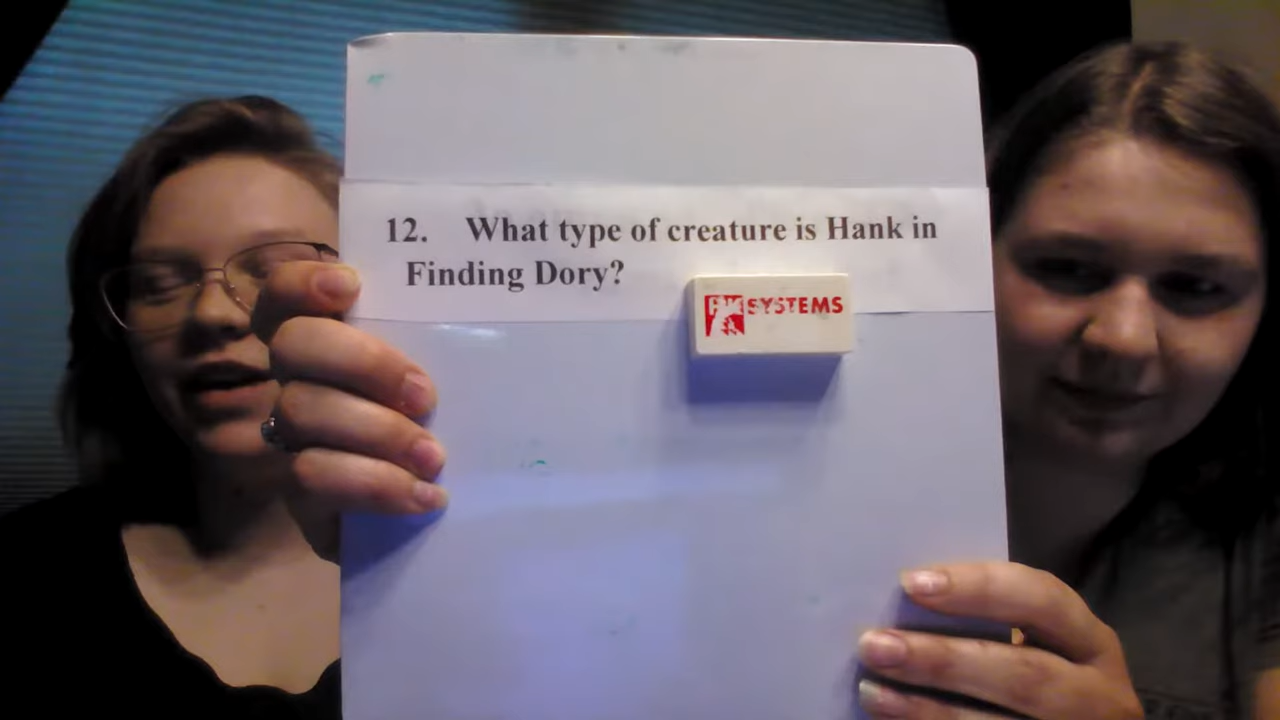 12. What type of creature is Hank in
Finding Dory?
SYSTEMS